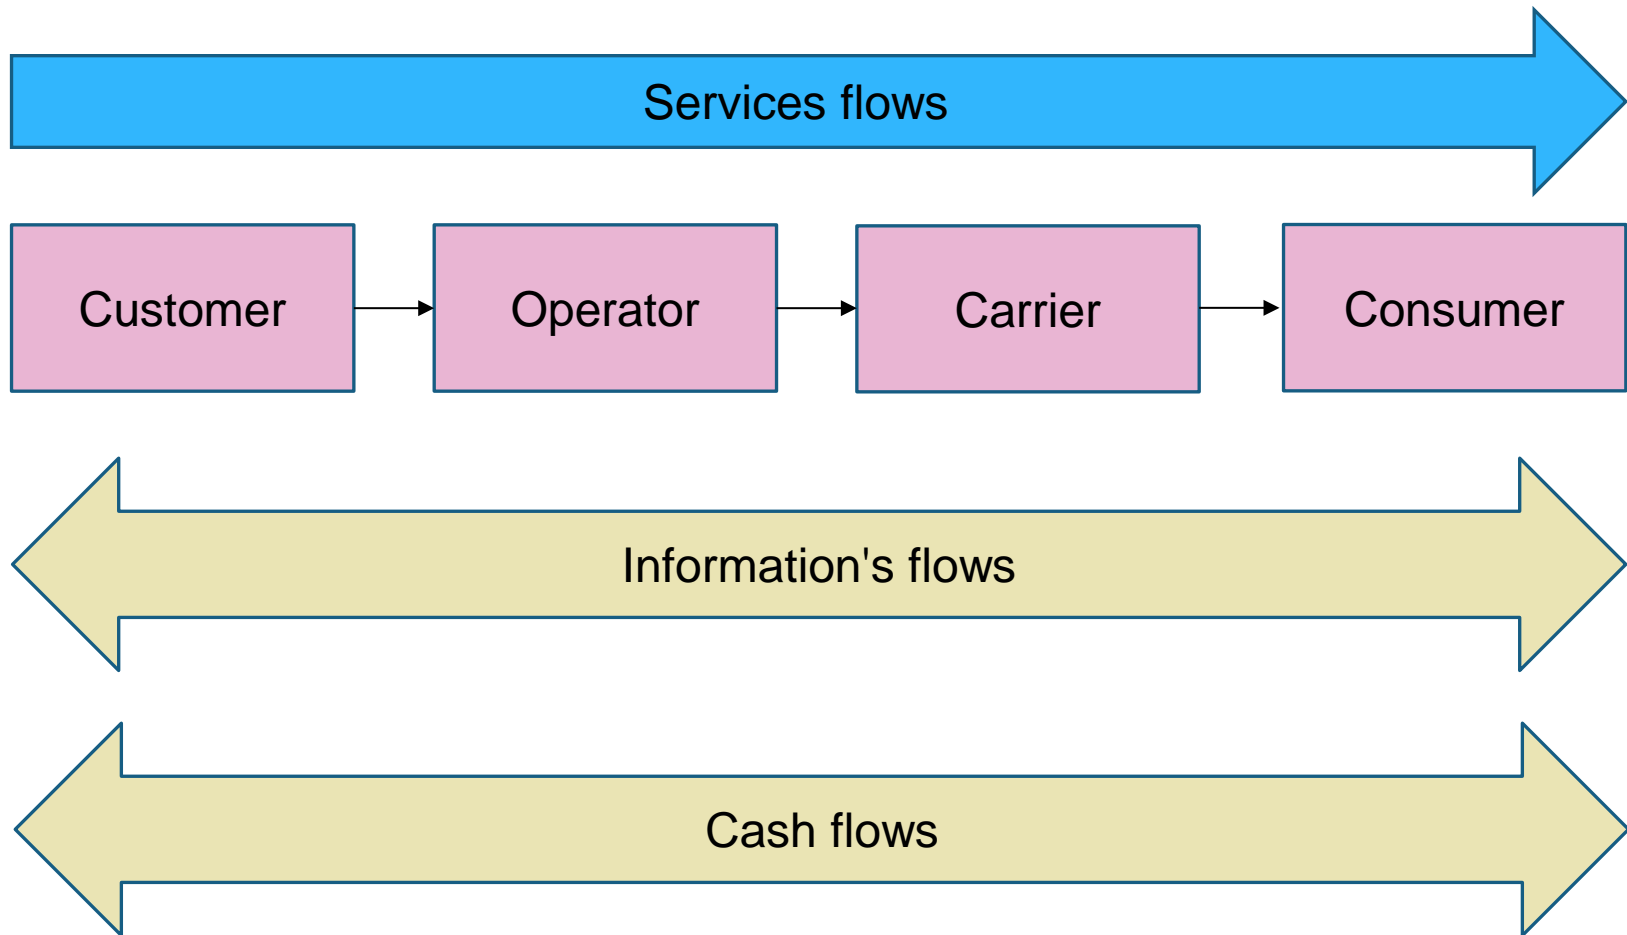 Services flows
Customer
Operator
Carrier
Consumer
Information's flows
Cash flows